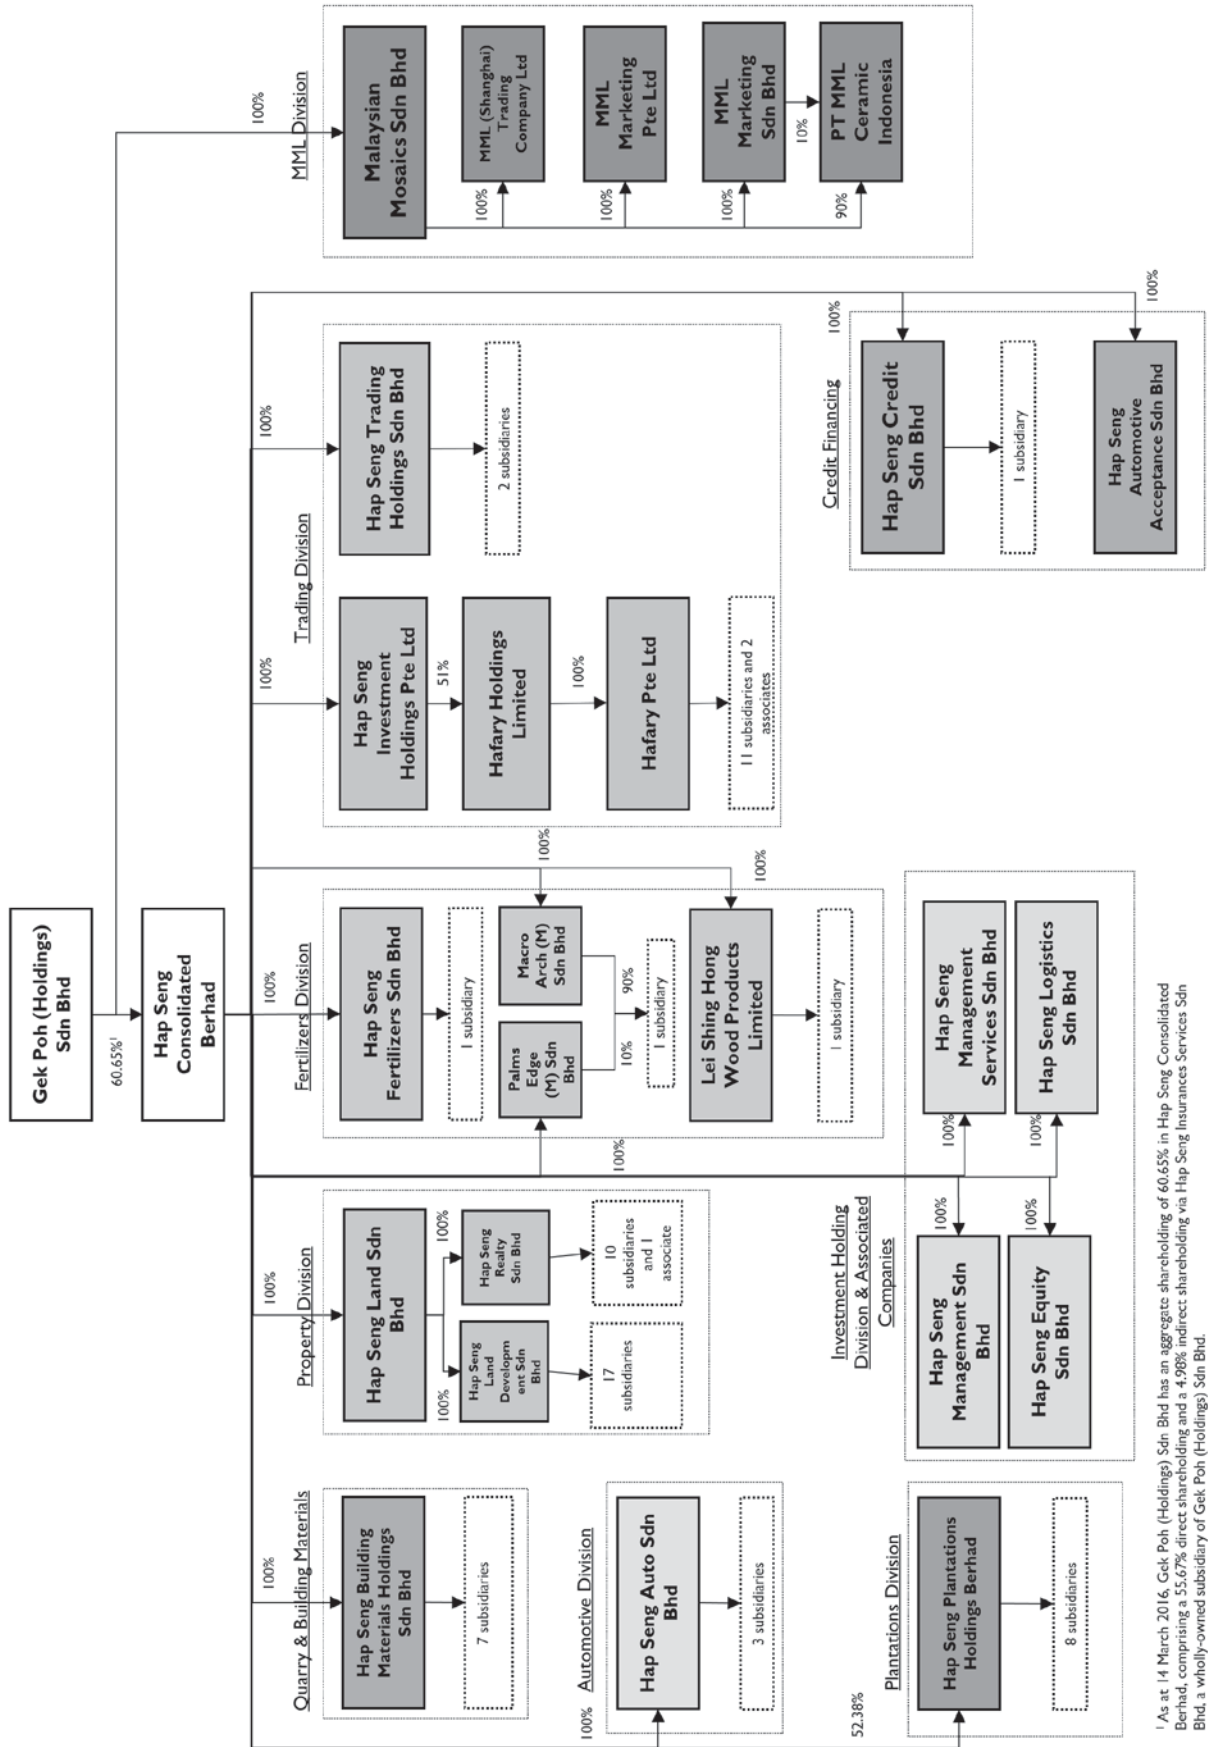 Gek Poh (Holdings)
Sdn Bhd
60.65%¹
Hap Seng
Consolidated
Berhad
100%
Quarry & Building Materials
Hap Seng Building
Materials Holdings
Sdn Bhd
7 subsidiaries
100%
Automotive Division
Hap Seng Auto Sdn
Bhd
3 subsidiaries
52.38%
Plantations Division
Hap Seng Plantations
Holdings Berhad
8 subsidiaries
100%
Property Division
Hap Seng Land Sdn
Bhd
100%
100%
Hap Seng
Land
Developm
ent Sdn
Bhd
Hap Seng
Realty
Sdn Bhd
17
subsidiaries
10
subsidiaries
and 1
associate
100%
Fertilizers Division
Hap Seng
Fertilizers Sdn Bhd
1 subsidiary
100%
100%
Palms
Edge
(M) Sdn
Bhd
Macro
Arch (M)
Sdn Bhd
10%
90%
1 subsidiary
100%
Lei Shing Hong
Wood Products
Limited
1 subsidiary
Investment Holding
Division & Associated
Companies
100%
100%
Hap Seng
Management Sdn
Bhd
Hap Seng
Management
Services Sdn Bhd
100%
100%
Hap Seng Equity
Sdn Bhd
Hap Seng Logistics
Sdn Bhd
Trading Division
100%
Hap Seng
Investment
Holdings Pte Ltd
51%
Hafary Holdings
Limited
100%
Hafary Pte Ltd
11 subsidiaries and 2
associates
100%
Hap Seng Trading
Holdings Sdn Bhd
2 subsidiaries
Credit Financing
100%
Hap Seng Credit
Sdn Bhd
1 subsidiary
100%
Hap Seng
Automotive
Acceptance Sdn Bhd
100%
MML Division
Malaysian
Mosaics Sdn Bhd
100%
MML (Shanghai)
Trading
Company Ltd
100%
MML
Marketing
Pte Ltd
100%
MML
Marketing
Sdn Bhd
10%
90%
PT MML
Ceramic
Indonesia
¹ As at 14 March 2016, Gek Poh (Holdings) Sdn Bhd has an aggregate shareholding of 60.65% in Hap Seng Consolidated
Berhad, comprising a 55.67% direct shareholding and a 4.98% indirect shareholding via Hap Seng Insurances Services Sdn
Bhd, a wholly-owned subsidiary of Gek Poh (Holdings) Sdn Bhd.